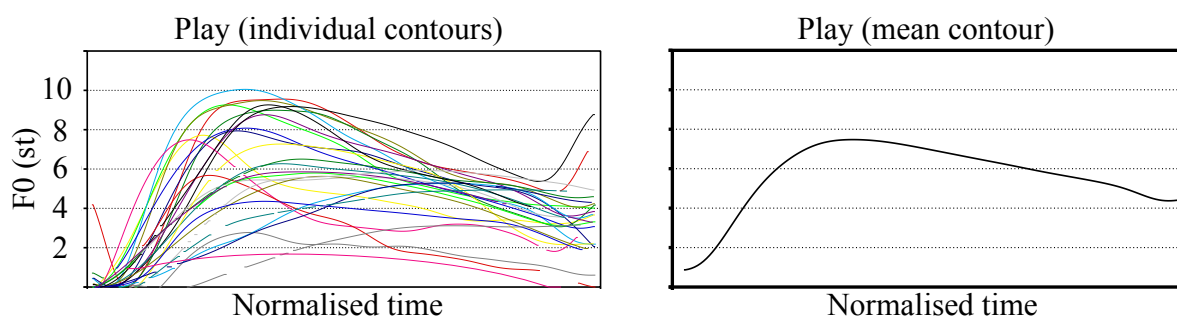 Play (individual contours)
Play (mean contour)
F0 (st)
10
8
6
4
2
Normalised time
Normalised time